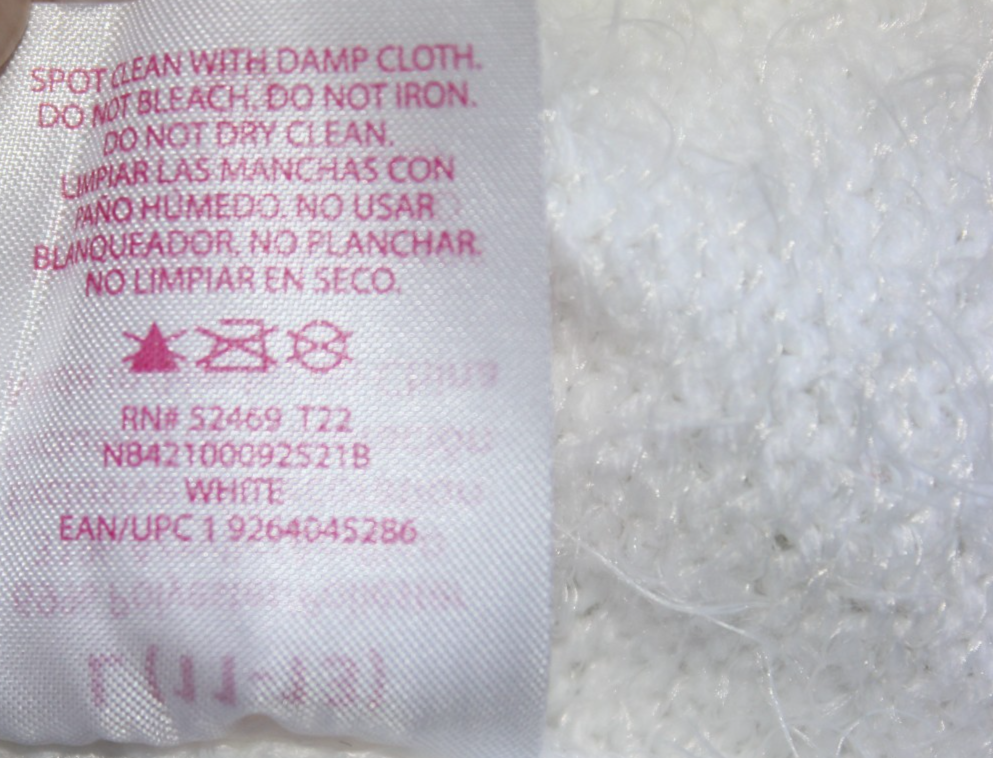 SPOT CLEAN WITH DAMP CLOTH.
DO NOT BLEACH. DO NOT IRON.
DO NOT DRY CLEAN.
LIMPIAR LAS MANCHAS CON
PAÑO HÚMEDO. NO USAR
BLANQUEADOR. NO PLANCHAR.
NO LIMPIAR EN SECO.
RN# 52469 T22
N842100092521B
WHITE
EAN/UPC 1 9264045286
L (11-13)